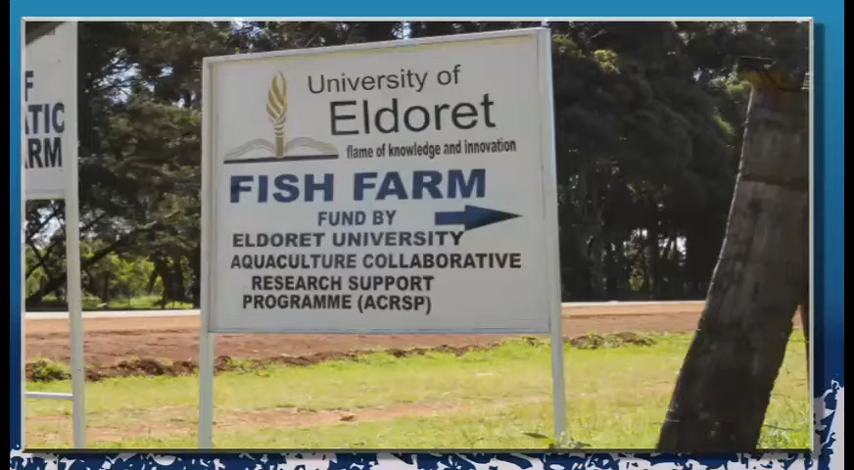 F
TIC
RM
University of
Eldoret
flame of knowledge and innovation
FISH FARM
FUND BY
ELDORET UNIVERSITY
AQUACULTURE COLLABORATIVE
RESEARCH SUPPORT
PROGRAMME (ACRSP)